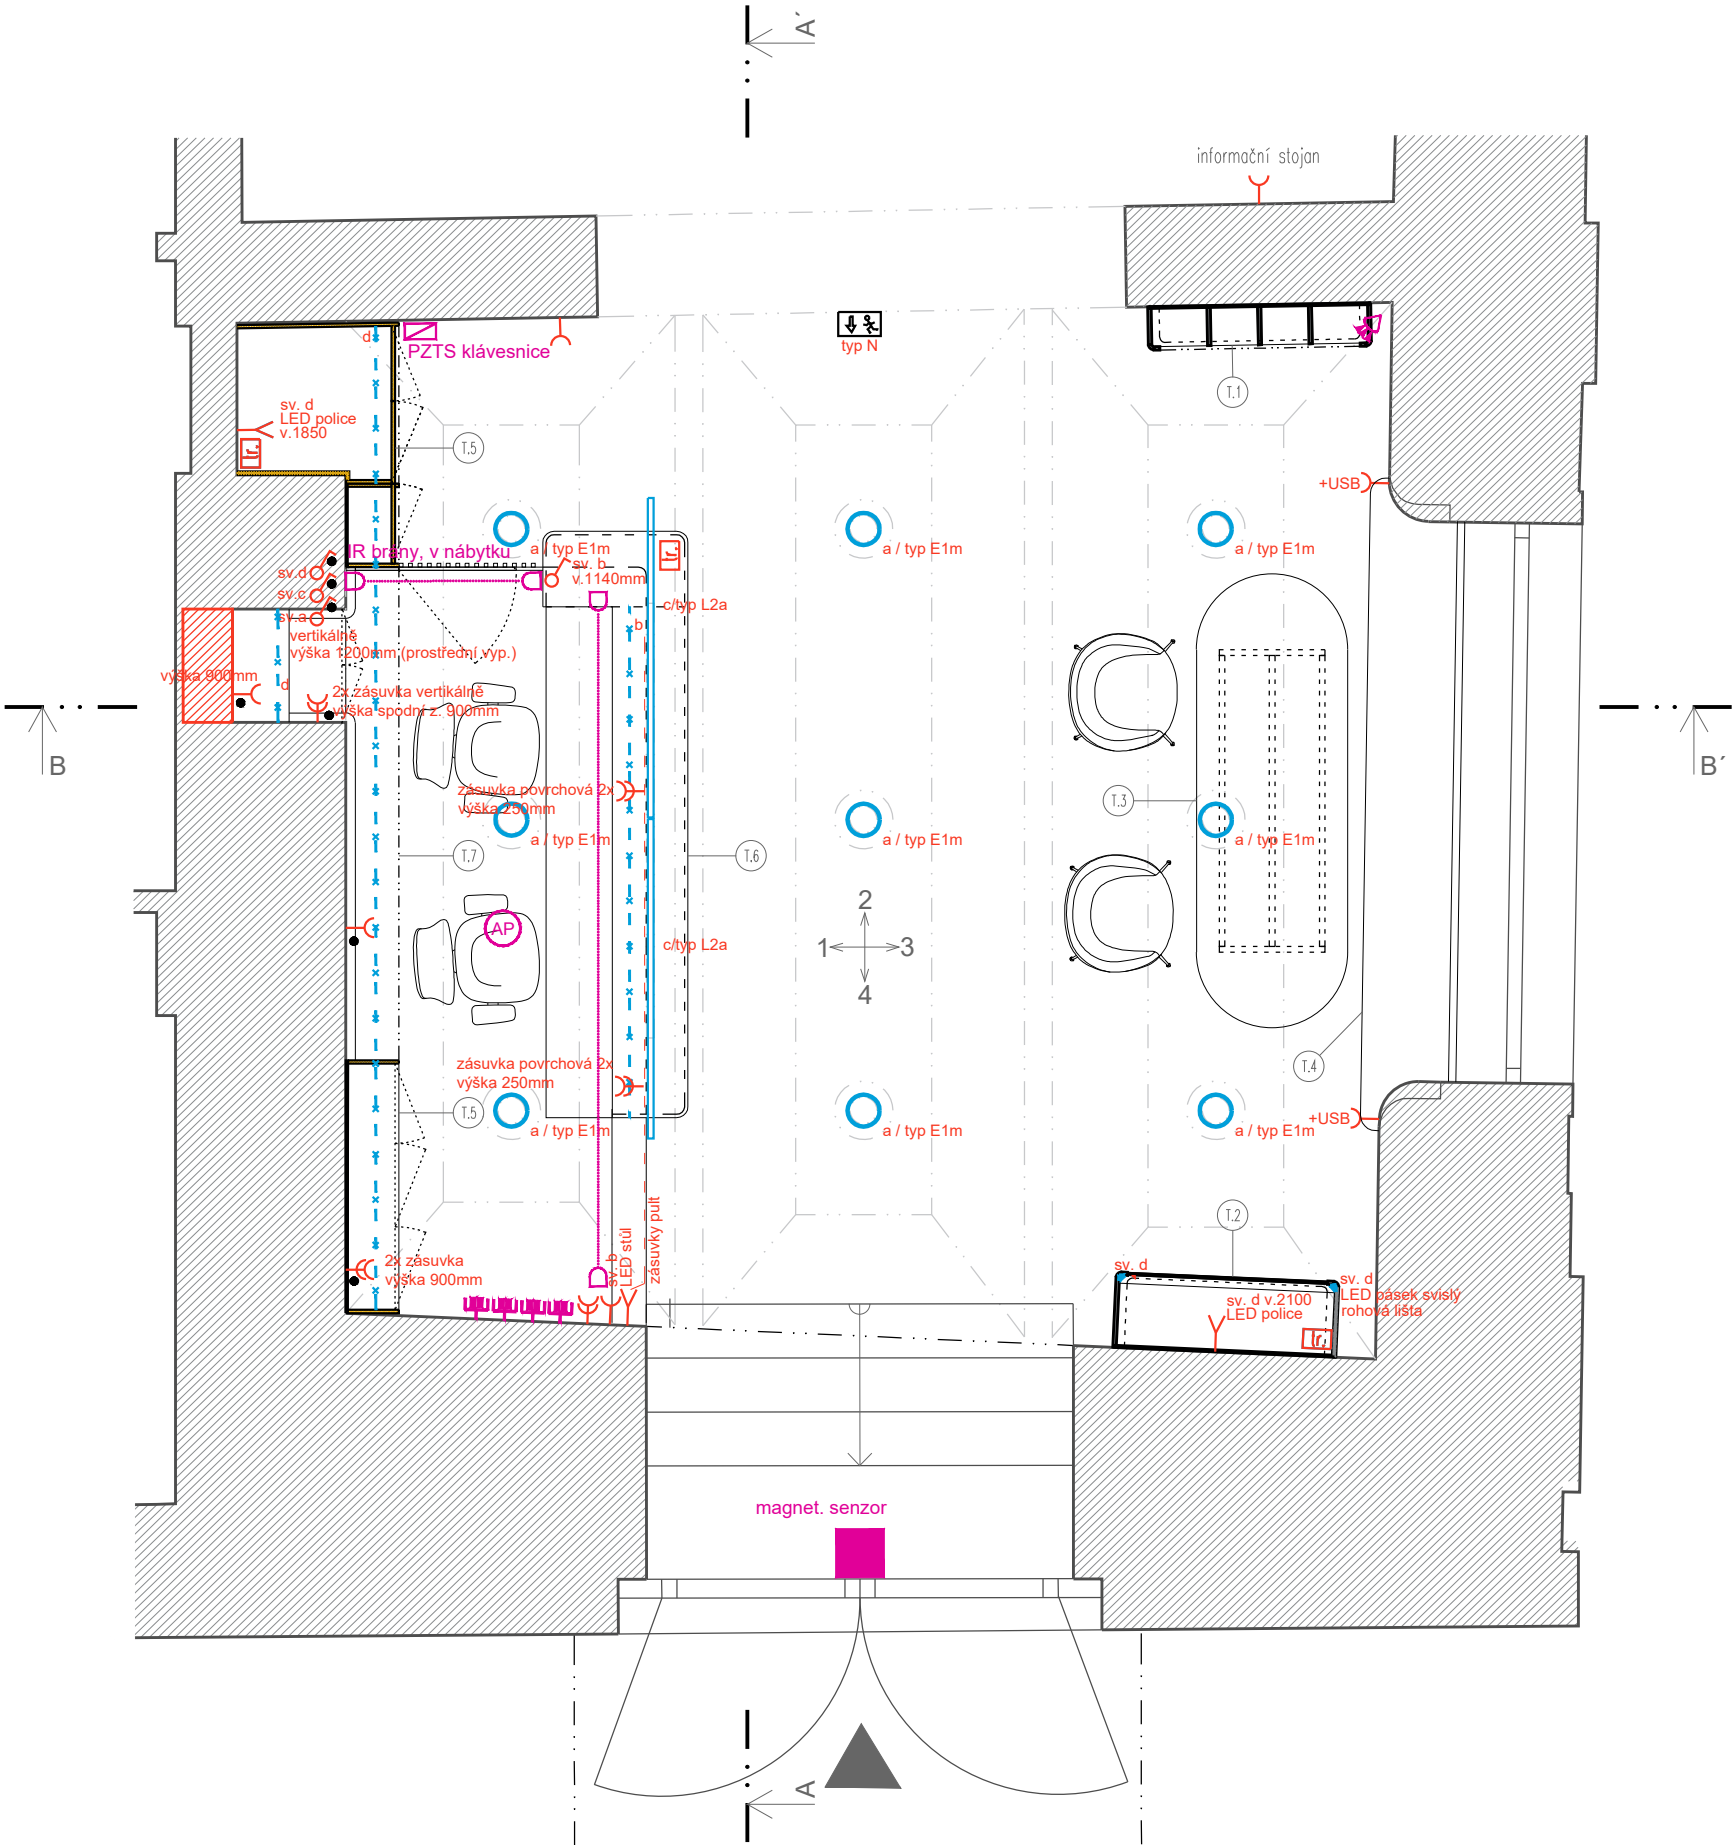 A´
informační stojan
typ N
PZTS klávesnice
d
T.1
sv. d
LED police
v.1850
tr.
T.5
+USB
a / typ E1m
a / typ E1m
a / typ E1m
IR brány, v nábytku
tr.
sv. b
v.1140mm
sv.d
sv.c
sv.a
c/typ L2a
b
vertikálně
výška 1200mm (prostřední vyp.)
výška 900mm
d
2x zásuvka vertikálně
výška spodní z. 900mm
B
B´
zásuvka povrchová 2x
výška 250mm
T.3
a / typ E1m
a / typ E1m
a / typ E1m
T.7
T.6
2
1
3
4
AP
c/typ L2a
zásuvka povrchová 2x
výška 250mm
T.4
T.5
a / typ E1m
a / typ E1m
a / typ E1m
+USB
T.2
2x zásuvka
výška 900mm
sv. b
LED stůl
zásuvky pult
sv. d
sv. d
LED pásek svislý
rohová lišta
sv. d v.2100
LED police
tr.
magnet. senzor
A